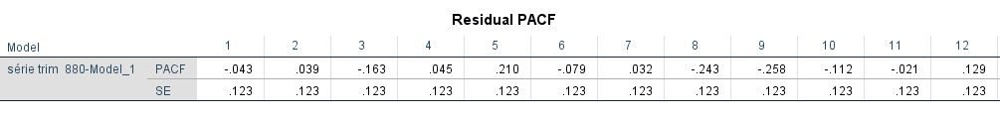 Residual PACF
Model 1 2 3 4 5 6 7 8 9 10 11 12
série trim 880-Model_1 PACF -.043 .039 -.163 .045 .210 -.079 .032 -.243 -.258 -.112 -.021 .129
SE .123 .123 .123 .123 .123 .123 .123 .123 .123 .123 .123 .123